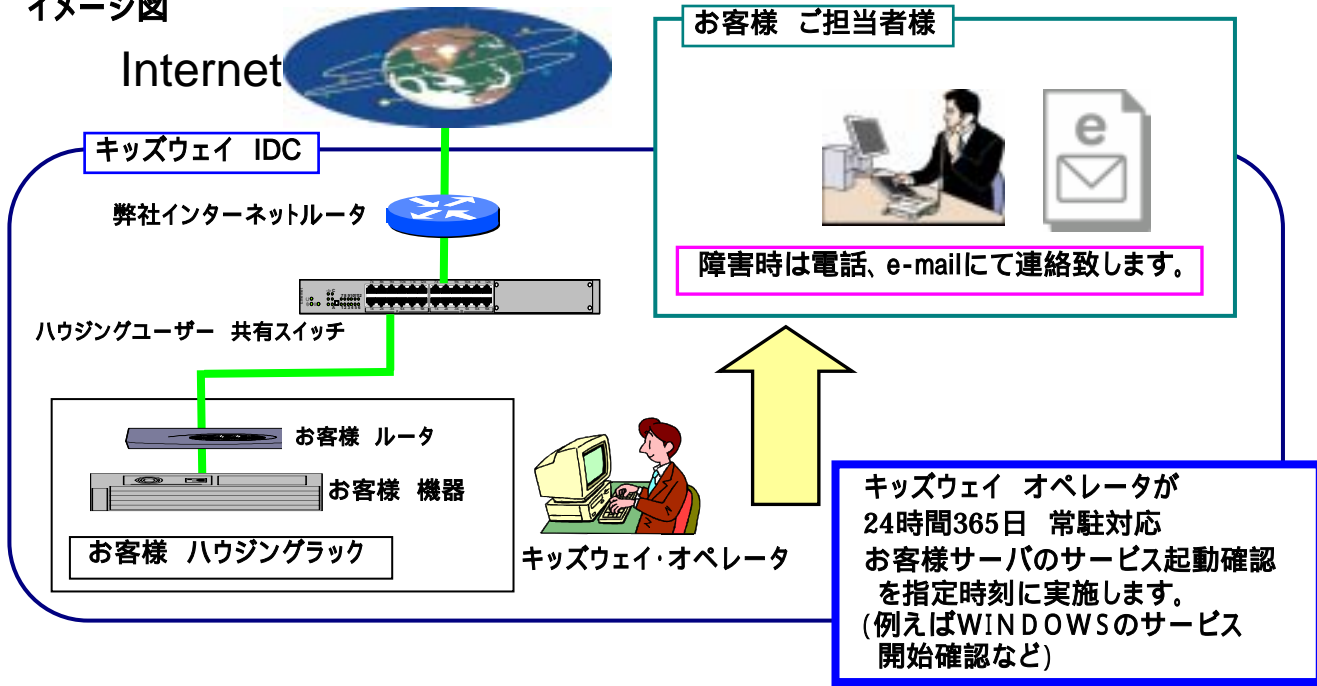 イメージ図
Internet
お客様 ご担当者様
キッズウェイ IDC
弊社インターネットルータ
e
障害時は電話、e-mailにて連絡致します。
ハウジングユーザー 共有スイッチ
お客様 ルータ
お客様 機器
お客様 ハウジングラック
キッズウェイ・オペレータ
キッズウェイ オペレータが
24時間365日 常駐対応
お客様サーバのサービス起動確認
を指定時刻に実施します。
(例えばWINDOWSのサービス
開始確認など)